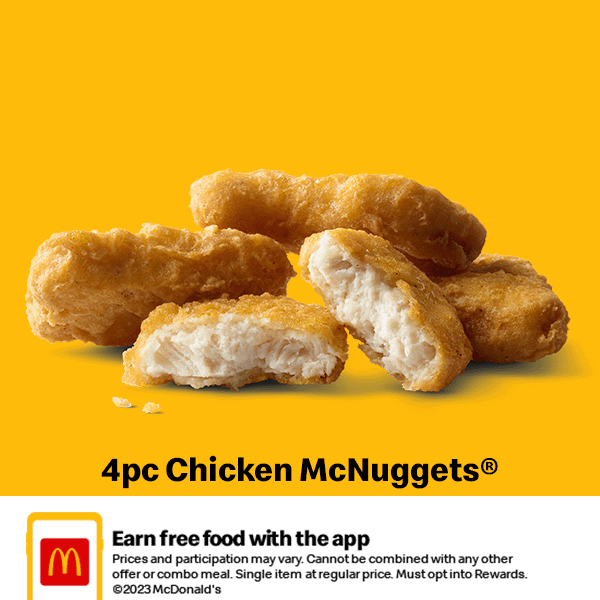 4pc Chicken McNuggets®
Earn free food with the app
Prices and participation may vary. Cannot be combined with any other
offer or combo meal. Single item at regular price. Must opt into Rewards.
©2023 McDonald's